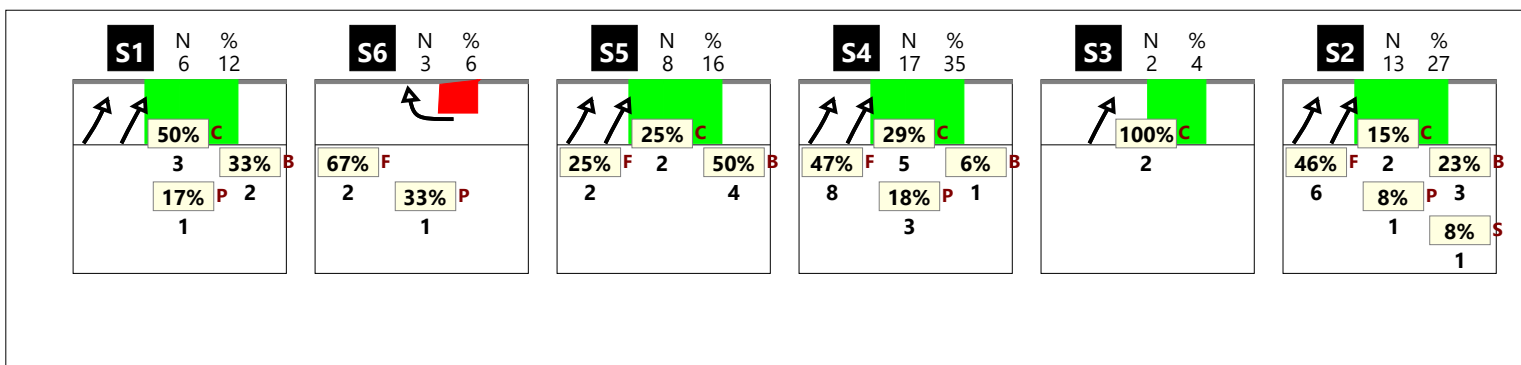 S1 N % 6 12
50% C
3 33% B
17% P 2
1
S6 N % 3 6
67% F
2 33% P
1
S5 N % 8 16
25% C
25% F 2 50% B
2 4
S4 N % 17 35
29% C
47% F 5 6% B
8 18% P 1
3
S3 N % 2 4
100% C
2
S2 N % 13 27
15% C
46% F 2 23% B
6 8% P 3
1 8% S
1